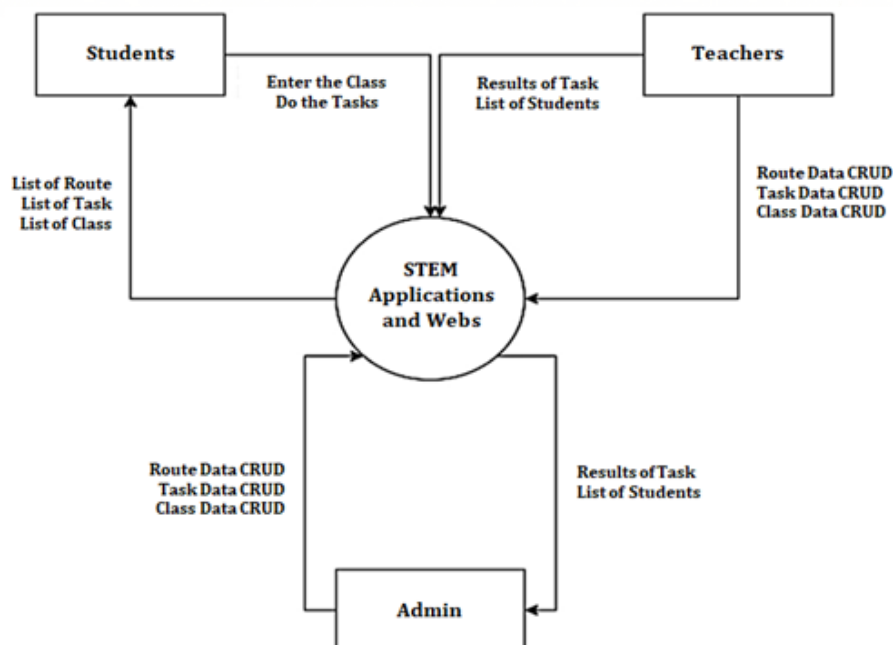 Students
Teachers
Enter the Class
Do the Tasks
Results of Task
List of Students
List of Route
List of Task
List of Class
Route Data CRUD
Task Data CRUD
Class Data CRUD
STEM
Applications
and Webs
Route Data CRUD
Task Data CRUD
Class Data CRUD
Results of Task
List of Students
Admin